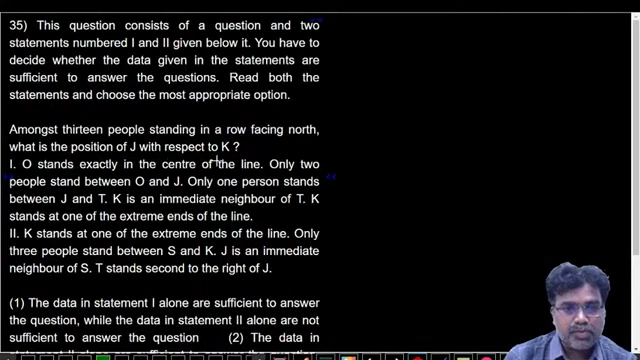 35) This question consists of a question and two
statements numbered I and II given below it. You have to
decide whether the data given in the statements are
sufficient to answer the questions. Read both the
statements and choose the most appropriate option.
Amongst thirteen people standing in a row facing north,
what is the position of J with respect to K ?
I. O stands exactly in the centre of the line. Only two
people stand between O and J. Only one person stands
between J and T. K is an immediate neighbour of T. K
stands at one of the extreme ends of the line.
II. K stands at one of the extreme ends of the line. Only
three people stand between S and K. J is an immediate
neighbour of S. T stands second to the right of J.
(1) The data in statement I alone are sufficient to answer
the question, while the data in statement II alone are not
sufficient to answer the question (2) The data in